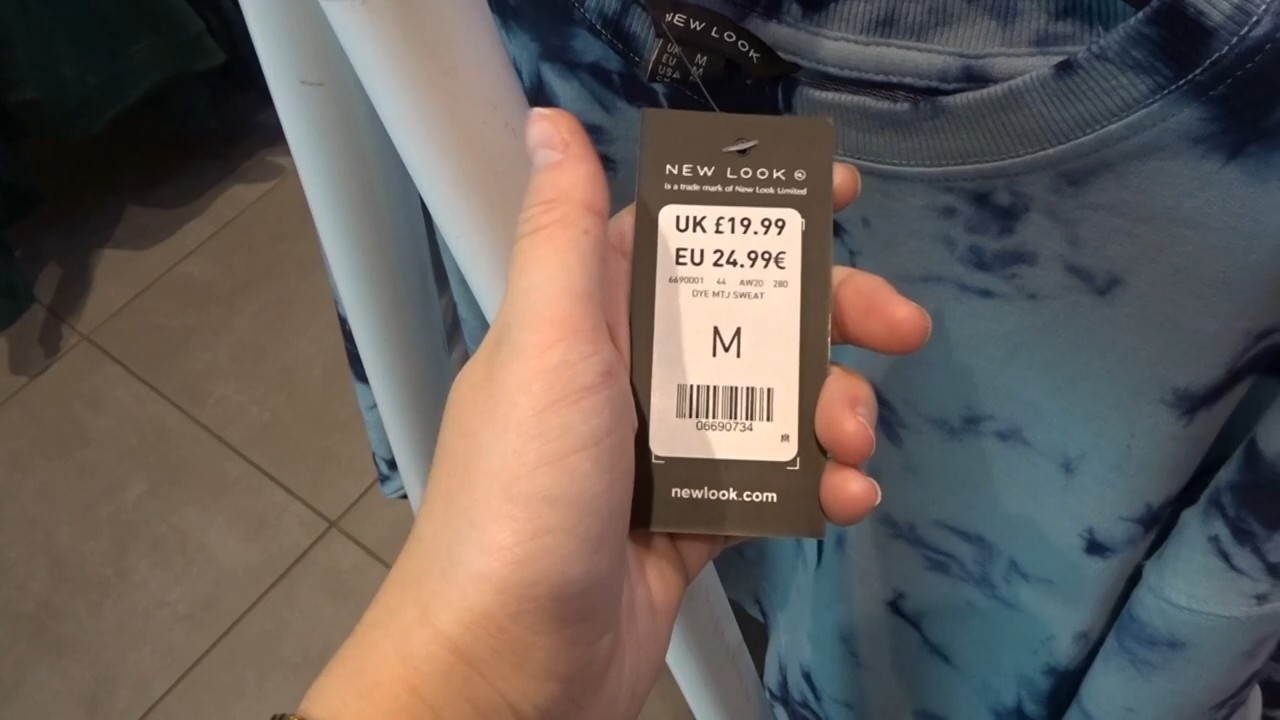 NEW LOOK
UK M
EU M
USA
NEW LOOK
is a trade mark of New Look Limited
UK £19.99
EU 24.99€
6690001 44 AW20 280
DYE MTJ SWEAT
M
06690734
newlook.com